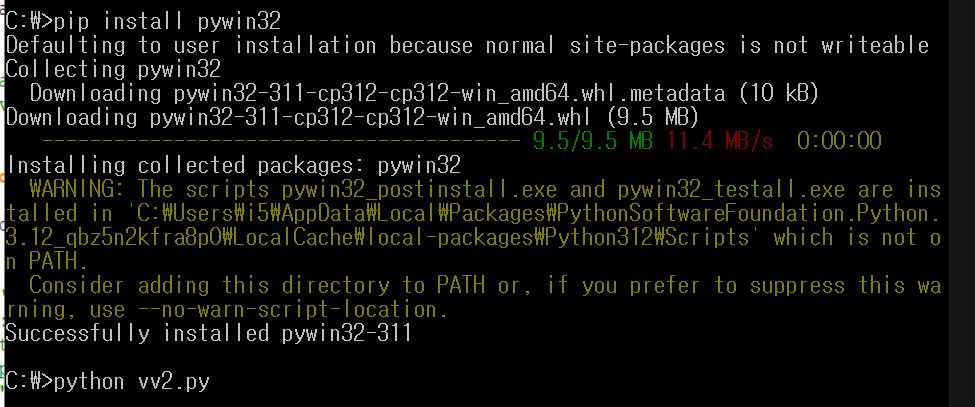 C:₩>pip install pywin32
Defaulting to user installation because normal site-packages is not writeable
Collecting pywin32
  Downloading pywin32-311-cp312-cp312-win_amd64.whl.metadata (10 kB)
Downloading pywin32-311-cp312-cp312-win_amd64.whl (9.5 MB)
   ---------------------------------------- 9.5/9.5 MB 11.4 MB/s  0:00:00
Installing collected packages: pywin32
  WARNING: The scripts pywin32_postinstall.exe and pywin32_testall.exe are ins
talled in 'C:₩Users₩i5₩AppData₩Local₩Packages₩PythonSoftwareFoundation.Python.
3.12_qbz5n2kfra8p0₩LocalCache₩local-packages₩Python312₩Scripts' which is not o
n PATH.
  Consider adding this directory to PATH or, if you prefer to suppress this wa
rning, use --no-warn-script-location.
Successfully installed pywin32-311
C:₩>python vv2.py